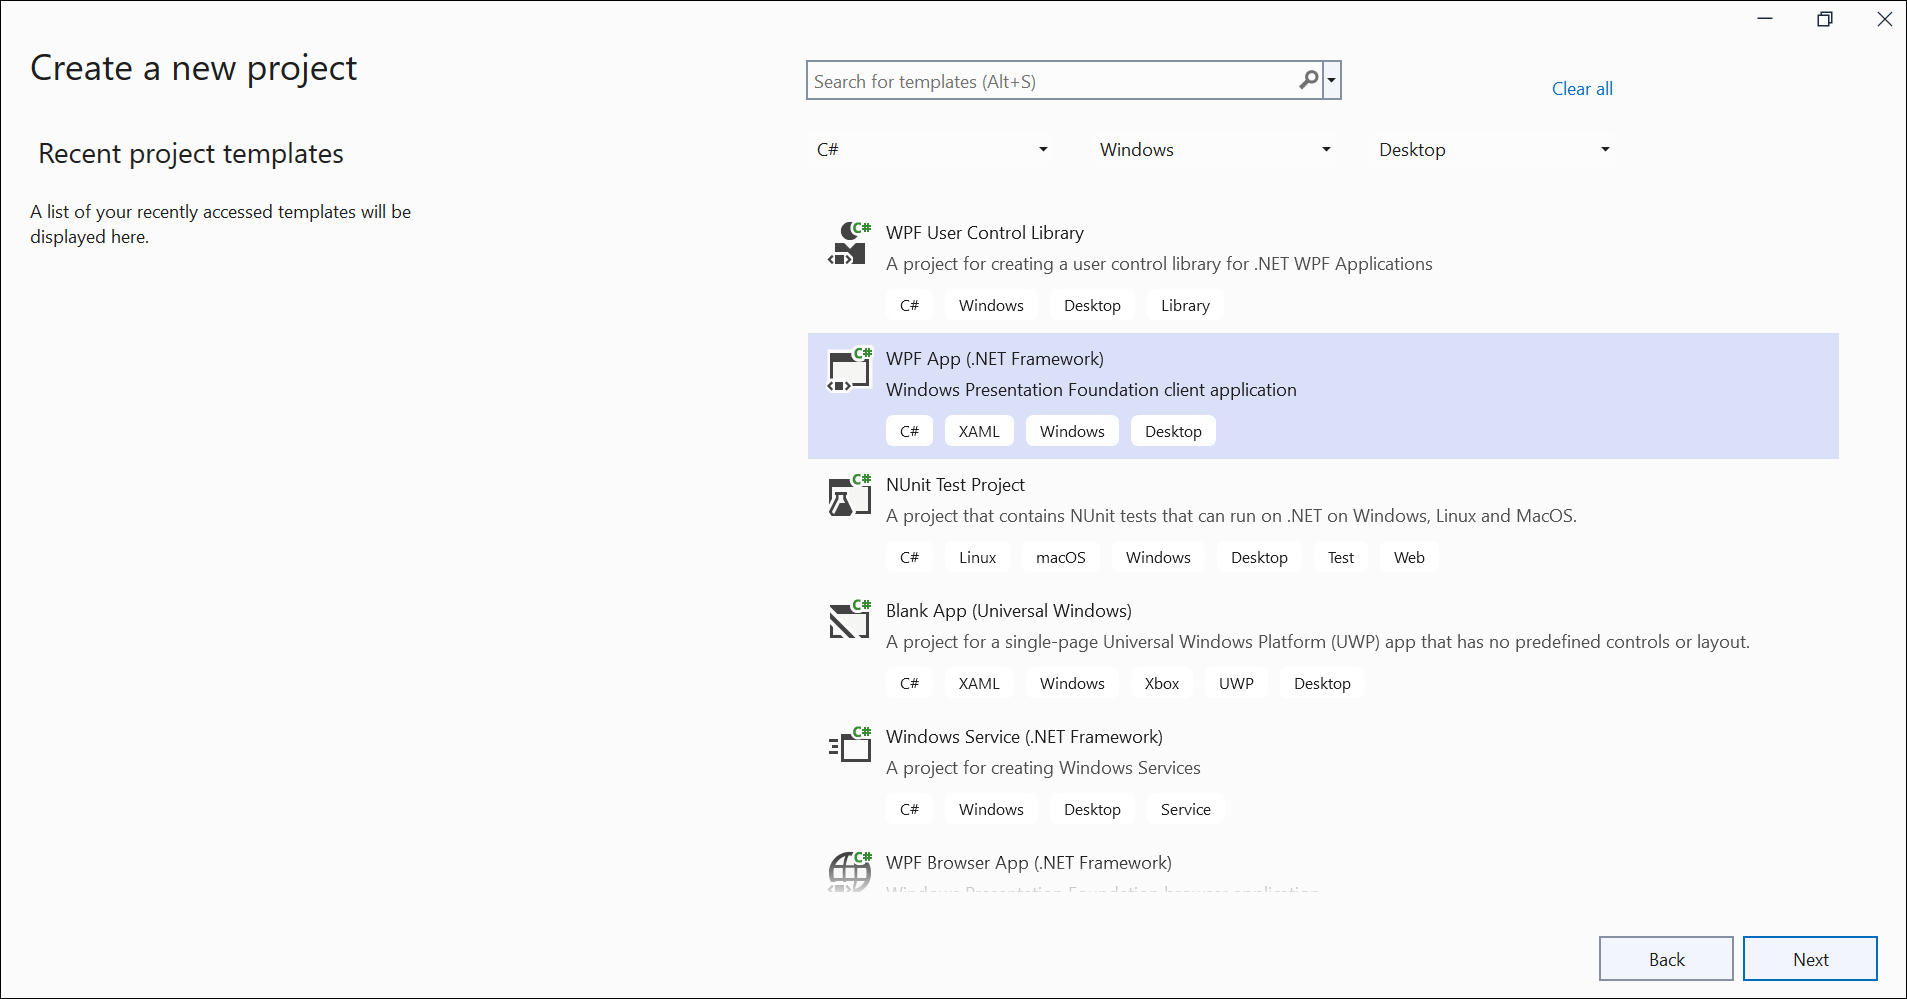 Create a new project
Search for templates (Alt+S)
Clear all
Recent project templates
C#
Windows
Desktop
A list of your recently accessed templates will be
displayed here.
C#
WPF User Control Library
A project for creating a user control library for .NET WPF Applications
C# Windows Desktop Library
C#
WPF App (.NET Framework)
Windows Presentation Foundation client application
C# XAML Windows Desktop
C#
NUnit Test Project
A project that contains NUnit tests that can run on .NET on Windows, Linux and MacOS.
C# Linux macOS Windows Desktop Test Web
C#
Blank App (Universal Windows)
A project for a single-page Universal Windows Platform (UWP) app that has no predefined controls or layout.
C# XAML Windows Xbox UWP Desktop
C#
Windows Service (.NET Framework)
A project for creating Windows Services
C# Windows Desktop Service
C#
WPF Browser App (.NET Framework)
Windows Presentation Foundation browser application
Back
Next